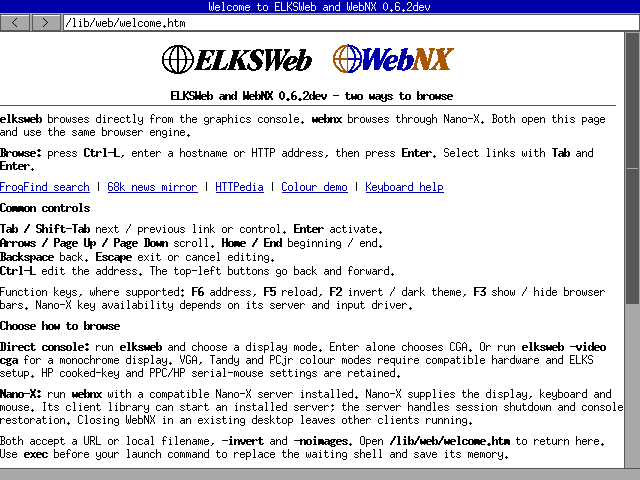 Welcome to ELKSWeb and WebNX 0.6.2dev
< > /lib/web/welcome.htm
ELKSWeb WebNX
ELKSWeb and WebNX 0.6.2dev - two ways to browse
elksweb browses directly from the graphics console. webnx browses through Nano-X. Both open this page
and use the same browser engine.
Browse: press Ctrl-L, enter a hostname or HTTP address, then press Enter. Select links with Tab and
Enter.
FrogFind search | 68k news mirror | HTTPedia | Colour demo | Keyboard help
Common controls
Tab / Shift-Tab next / previous link or control. Enter activate.
Arrows / Page Up / Page Down scroll. Home / End beginning / end.
Backspace back. Escape exit or cancel editing.
Ctrl-L edit the address. The top-left buttons go back and forward.
Function keys, where supported: F6 address, F5 reload, F2 invert / dark theme, F3 show / hide browser
bars. Nano-X key availability depends on its server and input driver.
Choose how to browse
Direct console: run elksweb and choose a display mode. Enter alone chooses CGA. Or run elksweb -video
cga for a monochrome display. VGA, Tandy and PCjr colour modes require compatible hardware and ELKS
setup. HP cooked-key and PPC/HP serial-mouse settings are retained.
Nano-X: run webnx with a compatible Nano-X server installed. Nano-X supplies the display, keyboard and
mouse. Its client library can start an installed server; the server handles session shutdown and console
restoration. Closing WebNX in an existing desktop leaves other clients running.
Both accept a URL or local filename, -invert and -noimages. Open /lib/web/welcome.htm to return here.
Use exec before your launch command to replace the waiting shell and save its memory.